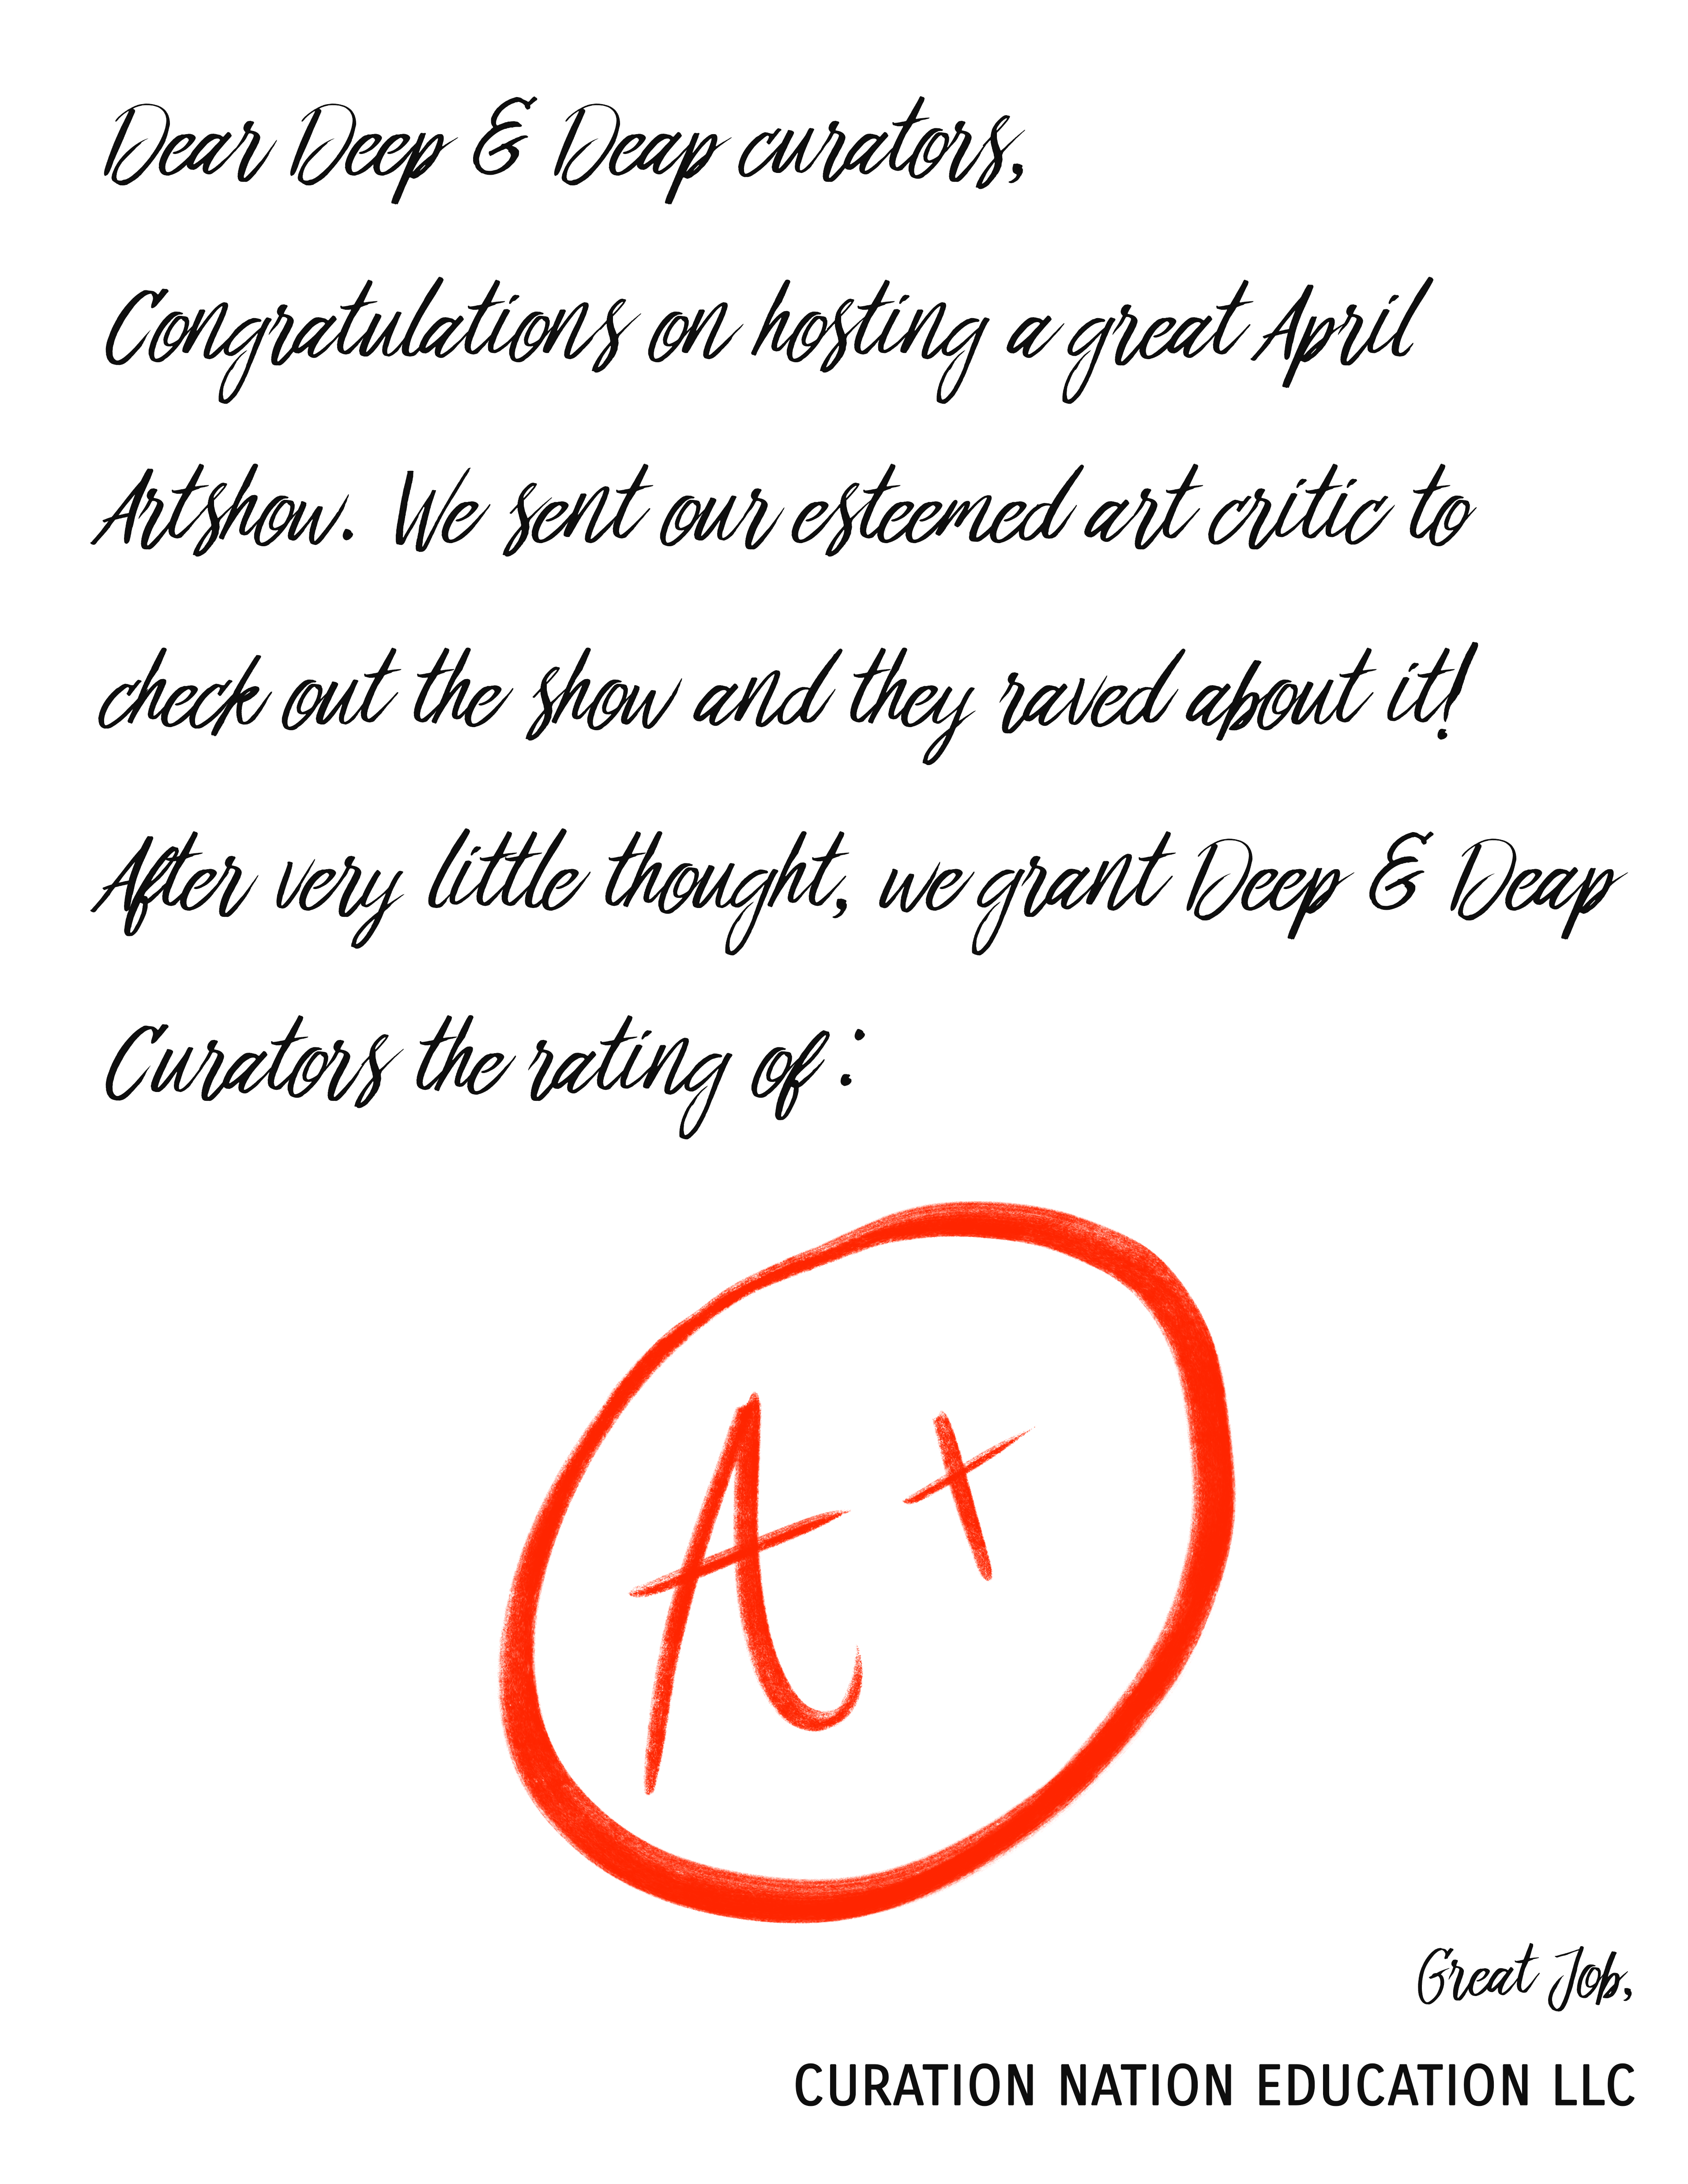 Dear Deep & Deap curators,
Congratulations on hosting a great April
Artshow. We sent our esteemed art critic to
check out the show and they raved about it!
After very little thought, we grant Deep & Deap
Curators the rating of:
A+
Great Job,
CURATION NATION EDUCATION LLC